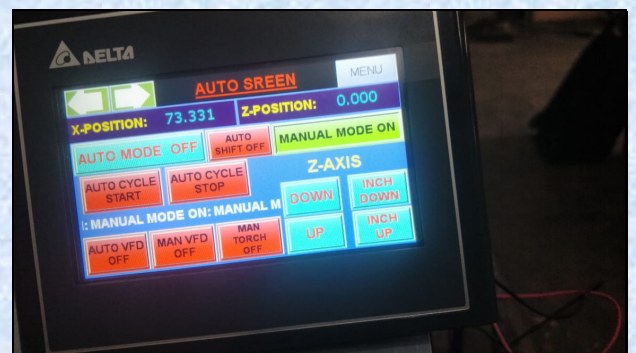 DELTA
AUTO SREEN
MENU
X-POSITION: 73.331 Z-POSITION: 0.000
AUTO MODE OFF
AUTO
SHIFT OFF
MANUAL MODE ON
AUTO CYCLE
START
AUTO CYCLE
STOP
Z-AXIS
DOWN
INCH
DOWN
: MANUAL MODE ON: MANUAL M
AUTO VFD
OFF
MAN VFD
OFF
MAN
TORCH
OFF
UP
INCH
UP